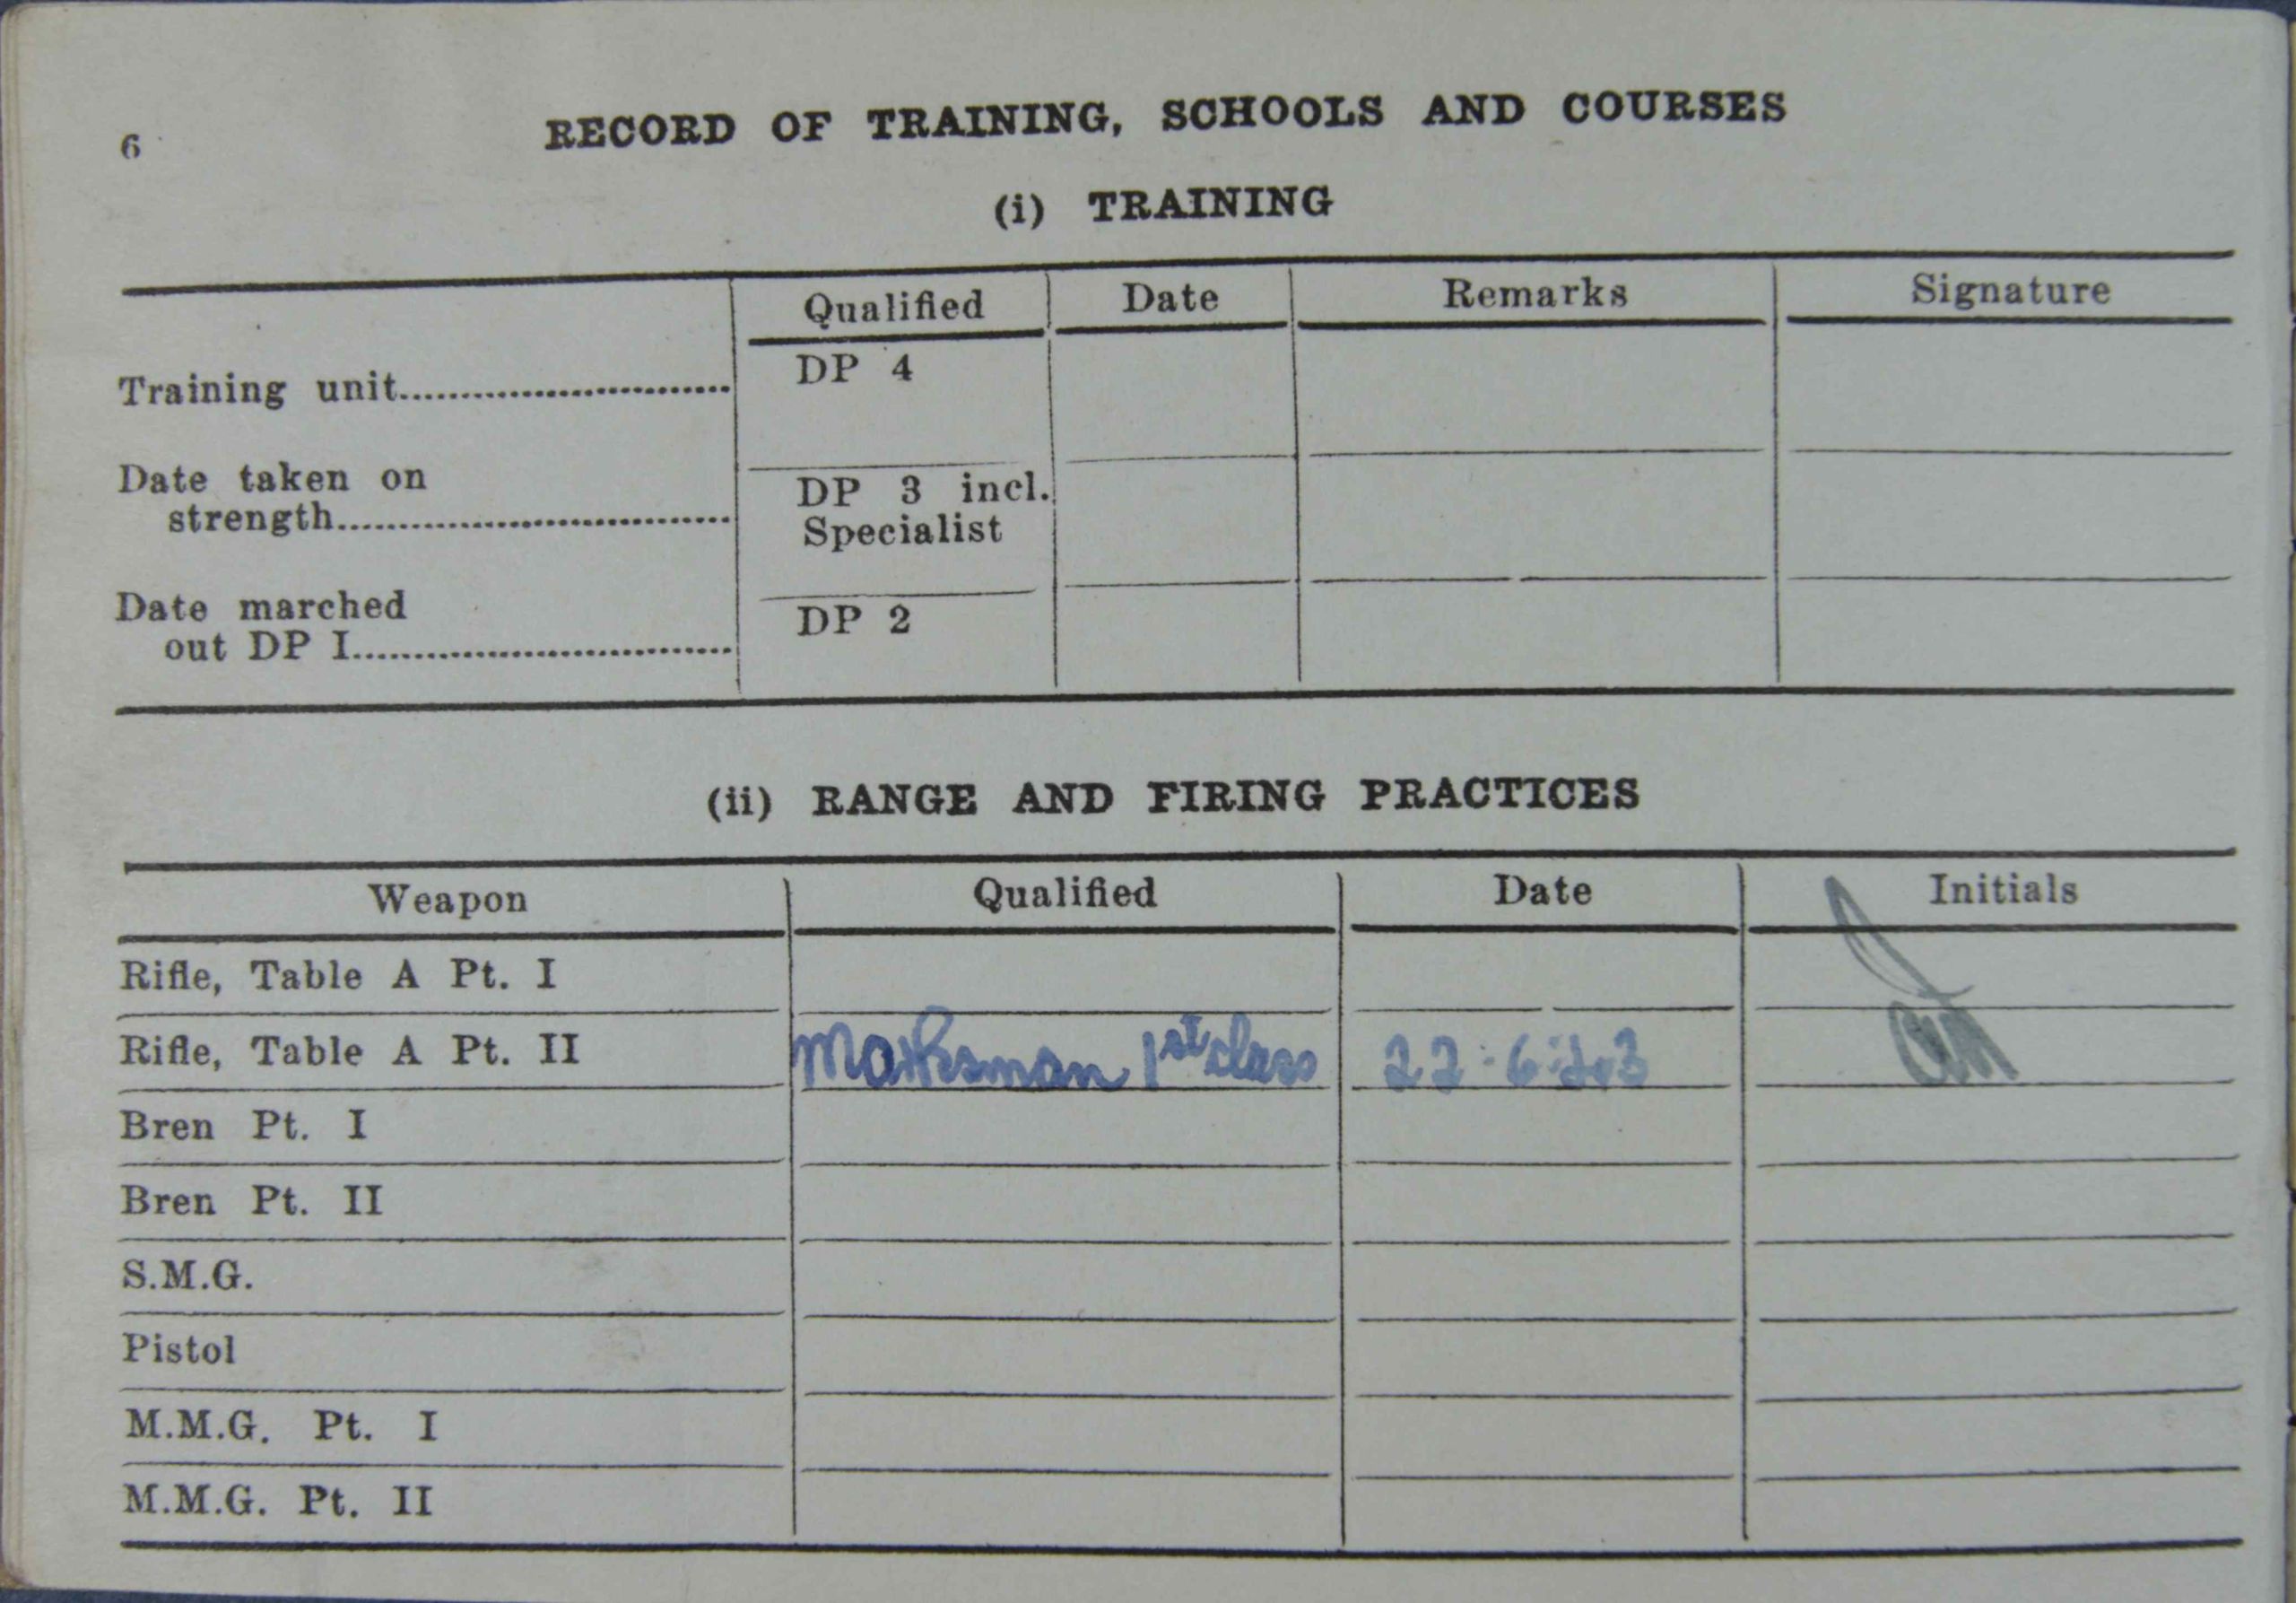 6
RECORD OF TRAINING, SCHOOLS AND COURSES
(i) TRAINING
Qualified Date Remarks Signature
Training unit.......................... DP 4
Date taken on
strength................................ DP 3 incl.
Specialist
Date marched
out DP I............................... DP 2
(ii) RANGE AND FIRING PRACTICES
Weapon Qualified Date Initials
Rifle, Table A Pt. I
Rifle, Table A Pt. II Marksman 1st class 22·6·43
Bren Pt. I
Bren Pt. II
S.M.G.
Pistol
M.M.G. Pt. I
M.M.G. Pt. II